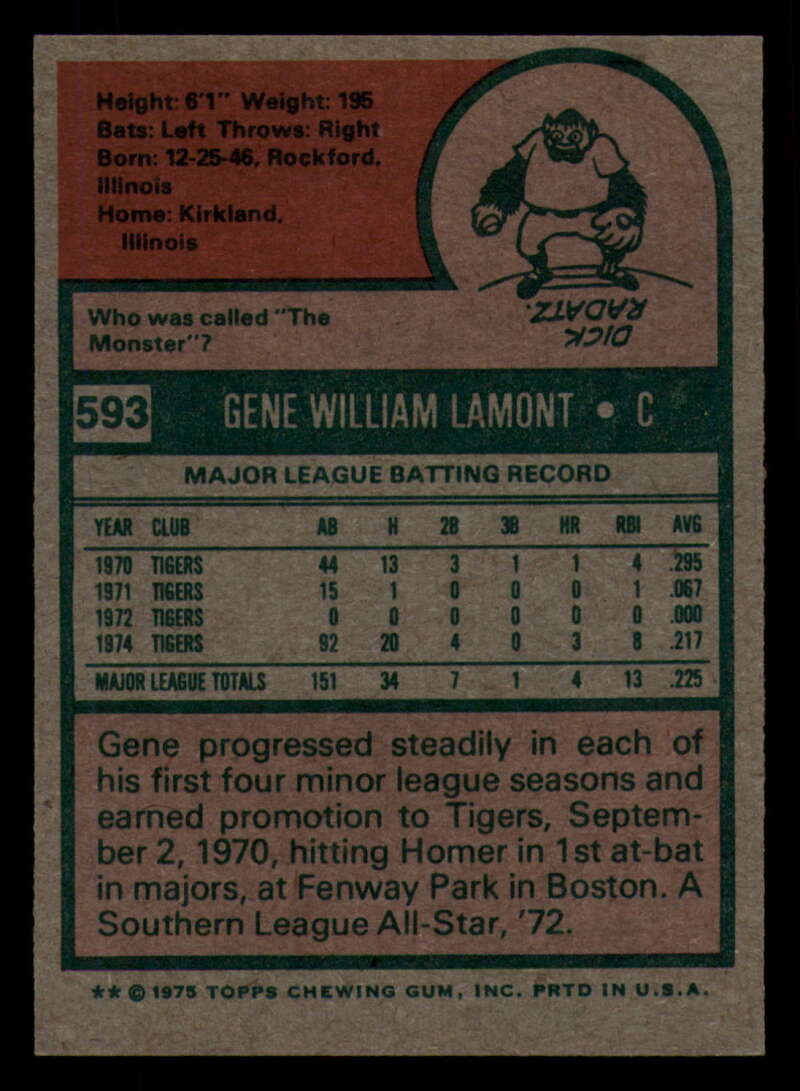 Height: 6'1" Weight: 195
Bats: Left Throws: Right
Born: 12-25-46, Rockford,
Illinois
Home: Kirkland,
Illinois
Who was called "The
Monster"?
DICK
RADATZ.
593 GENE WILLIAM LAMONT • C
MAJOR LEAGUE BATTING RECORD
YEAR CLUB AB H 2B 3B HR RBI AVG
1970 TIGERS 44 13 3 1 1 4 .295
1971 TIGERS 15 1 0 0 0 1 .067
1972 TIGERS 0 0 0 0 0 0 .000
1974 TIGERS 92 20 4 0 3 8 .217
MAJOR LEAGUE TOTALS 151 34 7 1 4 13 .225
Gene progressed steadily in each of
his first four minor league seasons and
earned promotion to Tigers, Septem-
ber 2, 1970, hitting Homer in 1st at-bat
in majors, at Fenway Park in Boston. A
Southern League All-Star, '72.
** © 1975 TOPPS CHEWING GUM, INC. PRTD IN U.S.A.